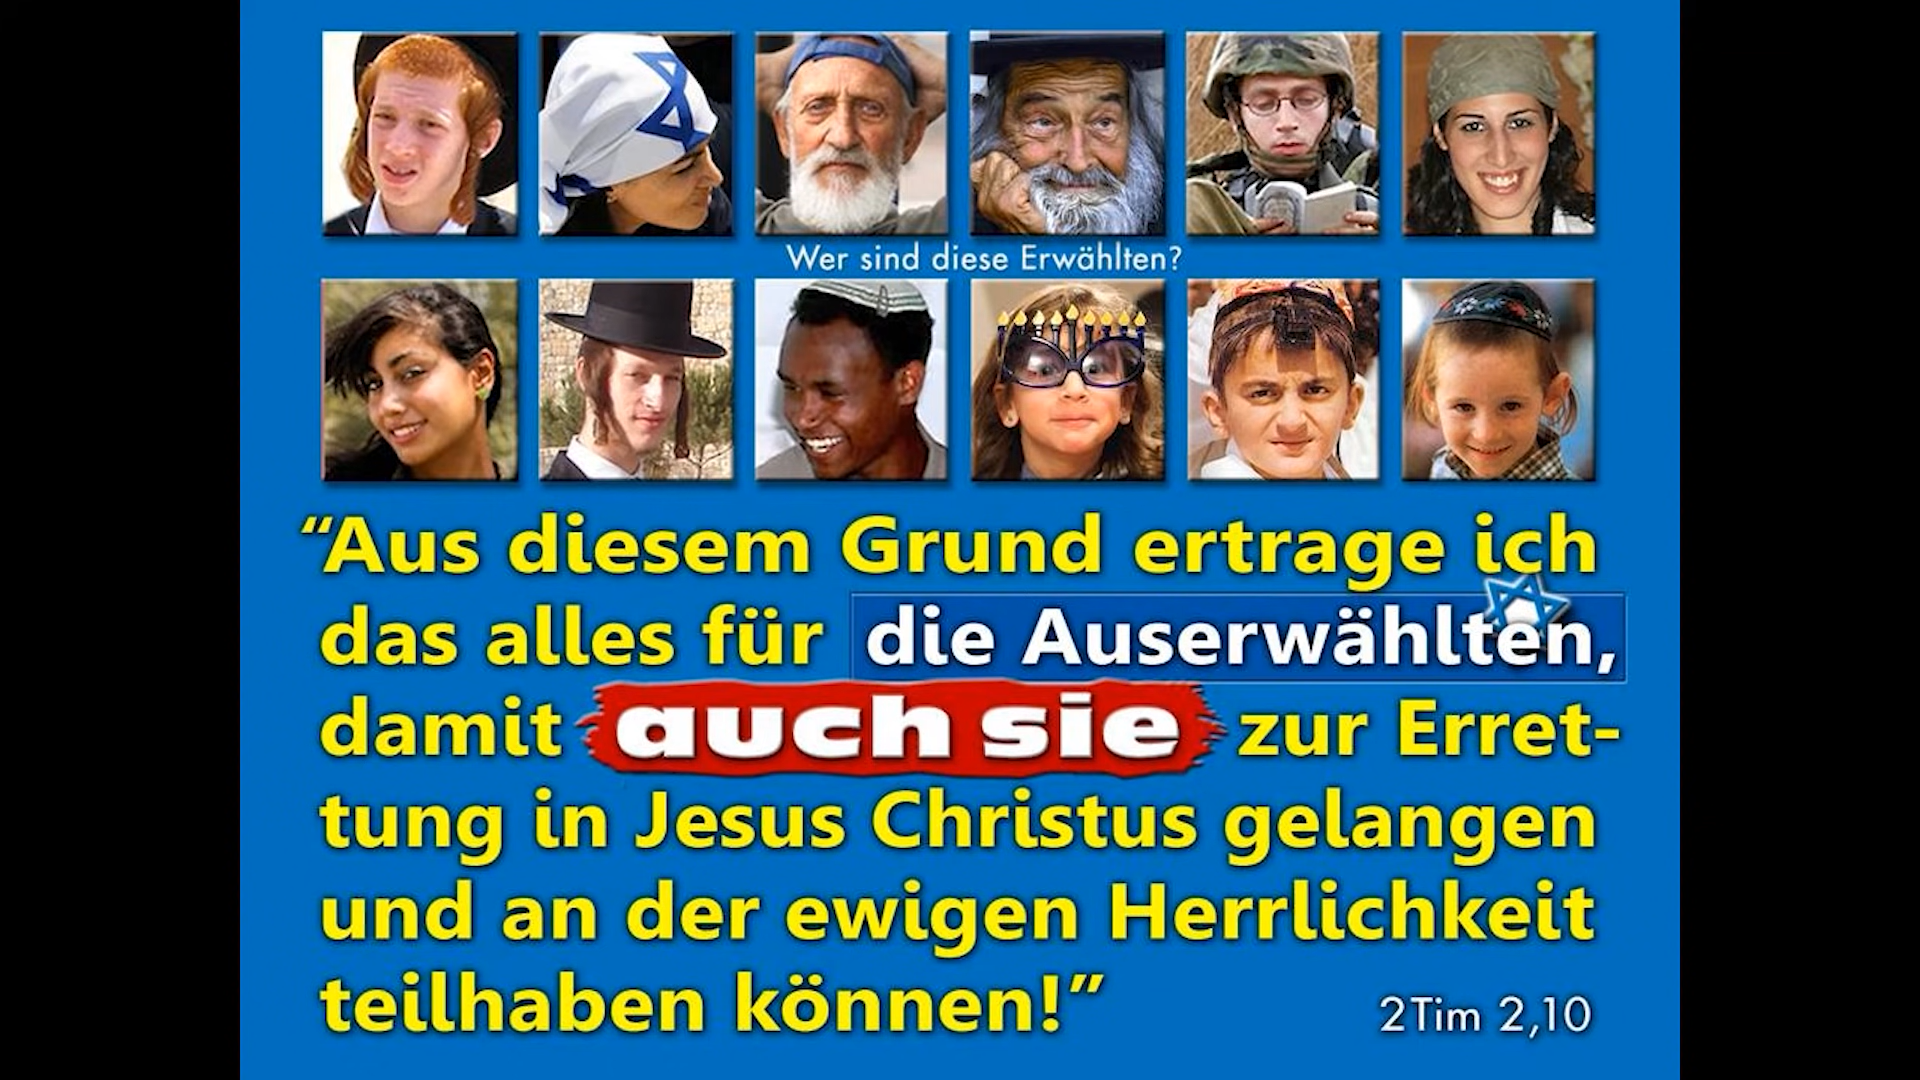 Wer sind diese Erwählten?
“Aus diesem Grund ertrage ich
das alles für die Auserwählten,
damit auch sie zur Erret-
tung in Jesus Christus gelangen
und an der ewigen Herrlichkeit
teilhaben können!”
2Tim 2,10